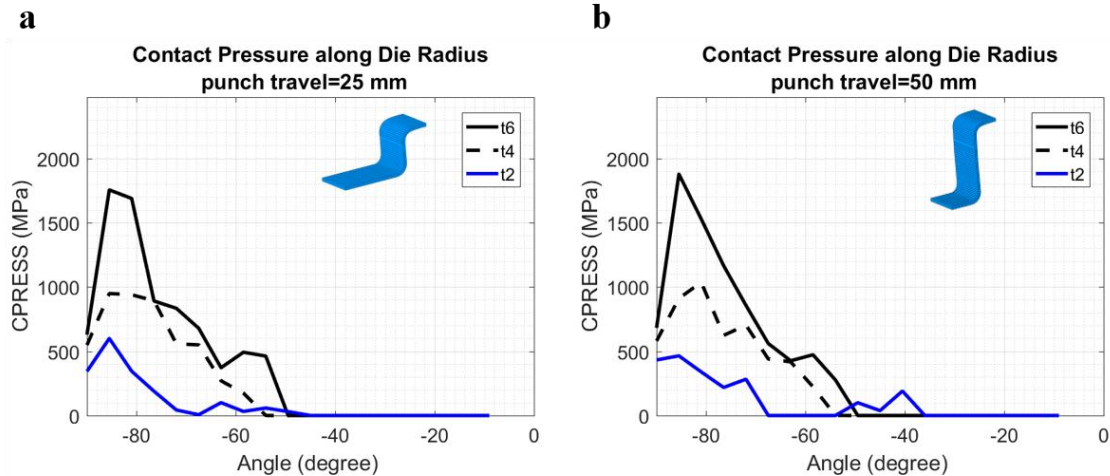 a
Contact Pressure along Die Radius
punch travel=25 mm
CPRESS (MPa)
2000
1500
1000
500
0
-80
-60
-40
-20
0
Angle (degree)
t6
t4
t2
b
Contact Pressure along Die Radius
punch travel=50 mm
CPRESS (MPa)
2000
1500
1000
500
0
-80
-60
-40
-20
0
Angle (degree)
t6
t4
t2